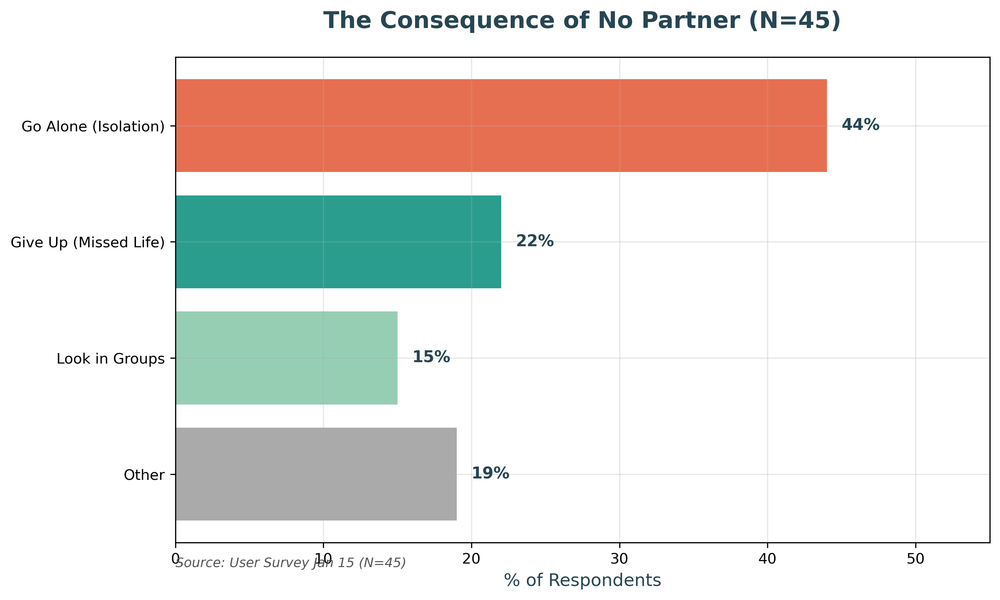 The Consequence of No Partner (N=45)
Go Alone (Isolation)
44%
Give Up (Missed Life)
22%
Look in Groups
15%
Other
19%
0
10
20
30
40
50
Source: User Survey Jan 15 (N=45)
% of Respondents